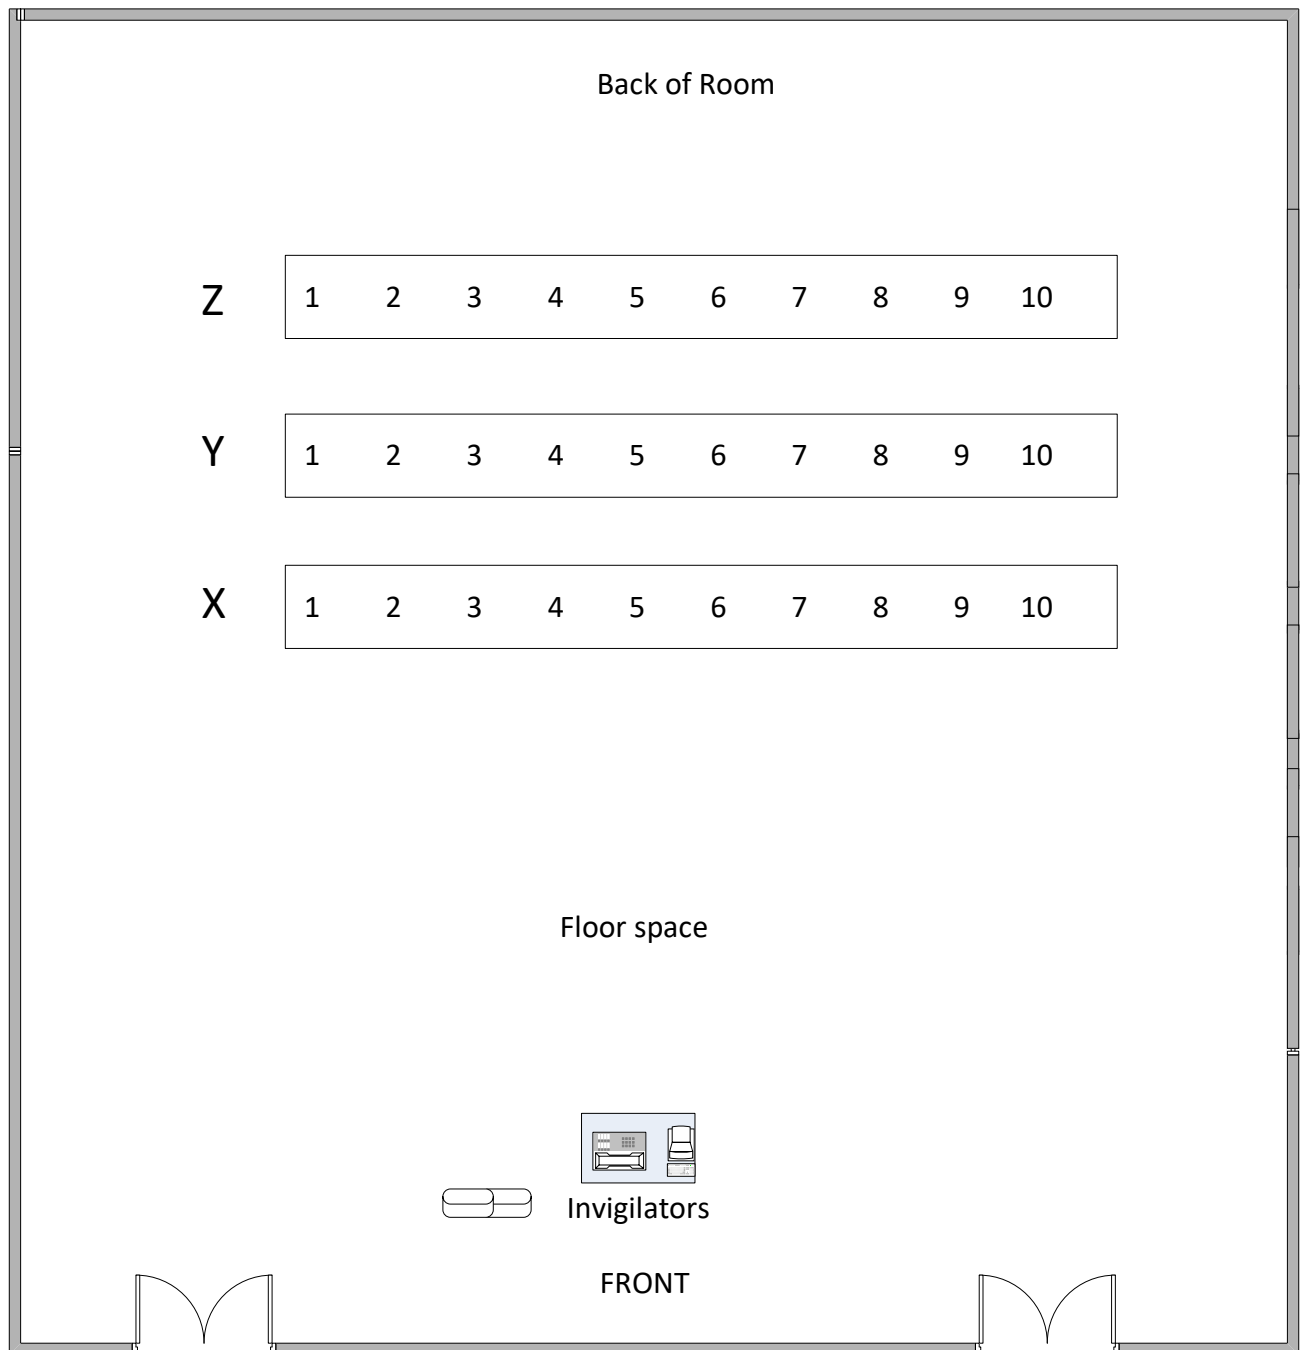 Back of Room
Z 1 2 3 4 5 6 7 8 9 10
Y 1 2 3 4 5 6 7 8 9 10
X 1 2 3 4 5 6 7 8 9 10
Floor space
Invigilators
FRONT